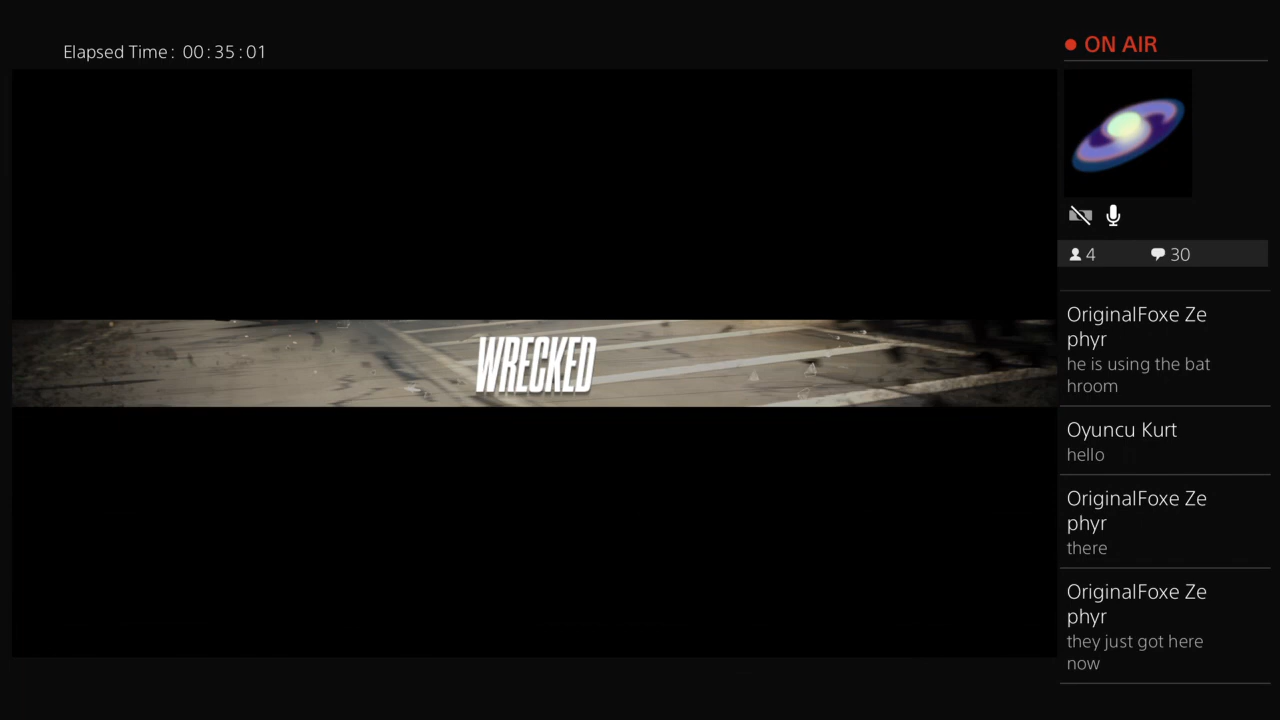 Elapsed Time: 00:35:01
ON AIR
4 30
WRECKED
OriginalFoxe Ze
phyr
he is using the bat
hroom
Oyuncu Kurt
hello
OriginalFoxe Ze
phyr
there
OriginalFoxe Ze
phyr
they just got here
now